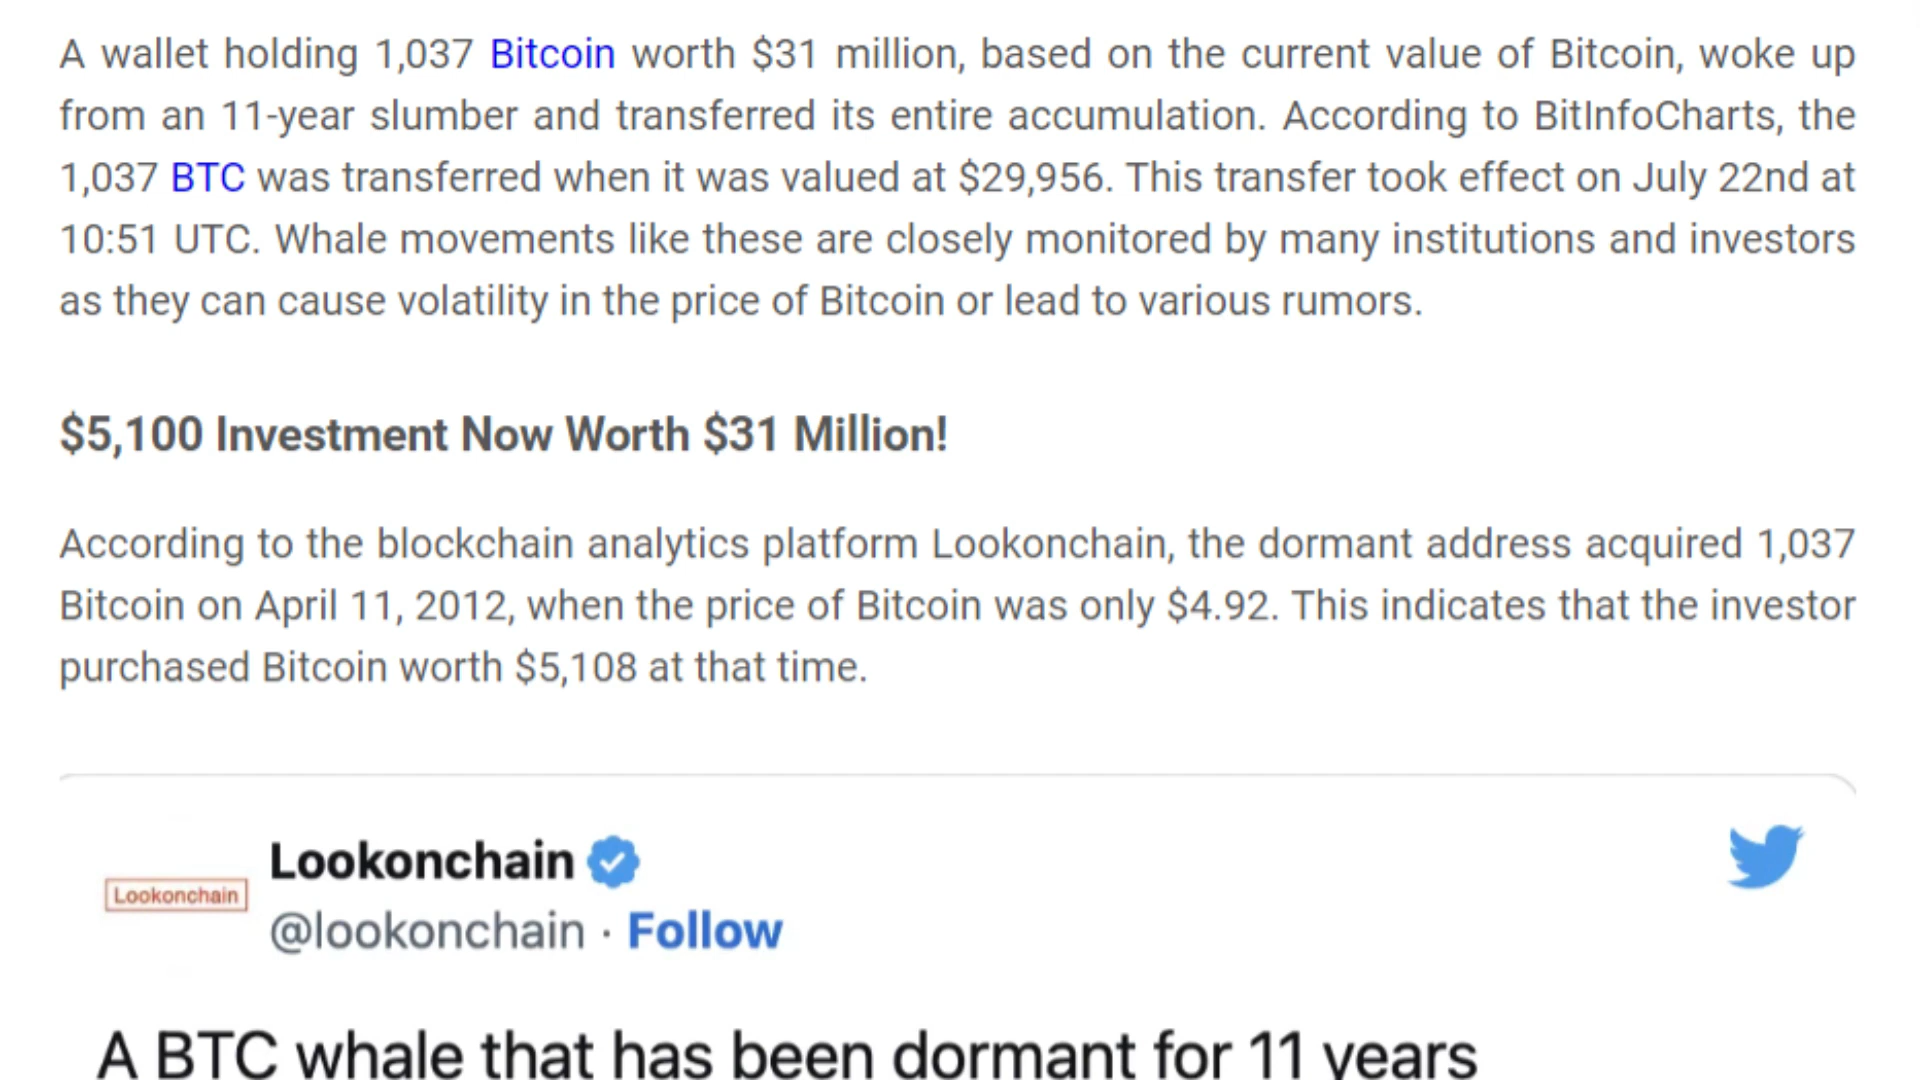 A wallet holding 1,037 Bitcoin worth $31 million, based on the current value of Bitcoin, woke up
from an 11-year slumber and transferred its entire accumulation. According to BitInfoCharts, the
1,037 BTC was transferred when it was valued at $29,956. This transfer took effect on July 22nd at
10:51 UTC. Whale movements like these are closely monitored by many institutions and investors
as they can cause volatility in the price of Bitcoin or lead to various rumors.
$5,100 Investment Now Worth $31 Million!
According to the blockchain analytics platform Lookonchain, the dormant address acquired 1,037
Bitcoin on April 11, 2012, when the price of Bitcoin was only $4.92. This indicates that the investor
purchased Bitcoin worth $5,108 at that time.
Lookonchain
Lookonchain
@lookonchain · Follow
A BTC whale that has been dormant for 11 years